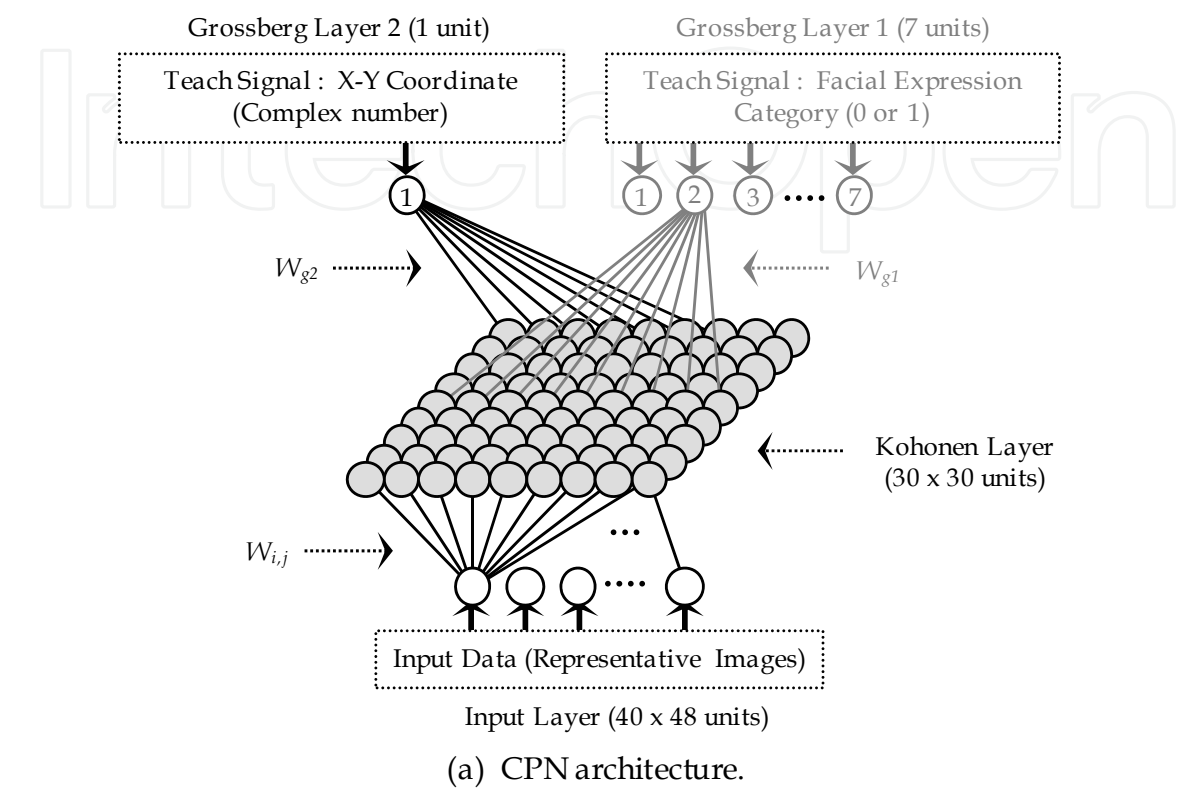 Grossberg Layer 2 (1 unit)
Grossberg Layer 1 (7 units)
Teach Signal : X-Y Coordinate
(Complex number)
Teach Signal : Facial Expression
Category (0 or 1)
IntechOpen
1
1 2 3 ···· 7
Wg2
Wg1
Kohonen Layer
(30 x 30 units)
...
Wi,j
····
Input Data (Representative Images)
Input Layer (40 x 48 units)
(a) CPN architecture.